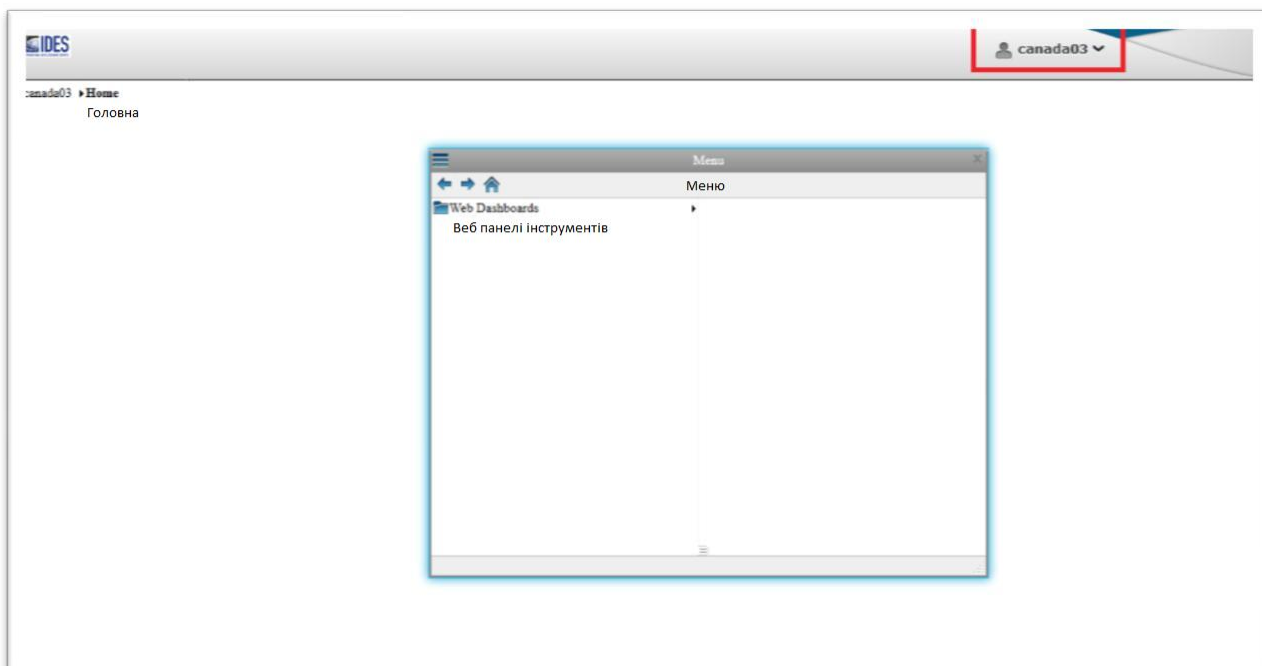 IDES
canada03
canada03 Home
Головна
Menu
Меню
Web Dashboards
Веб панелі інструментів